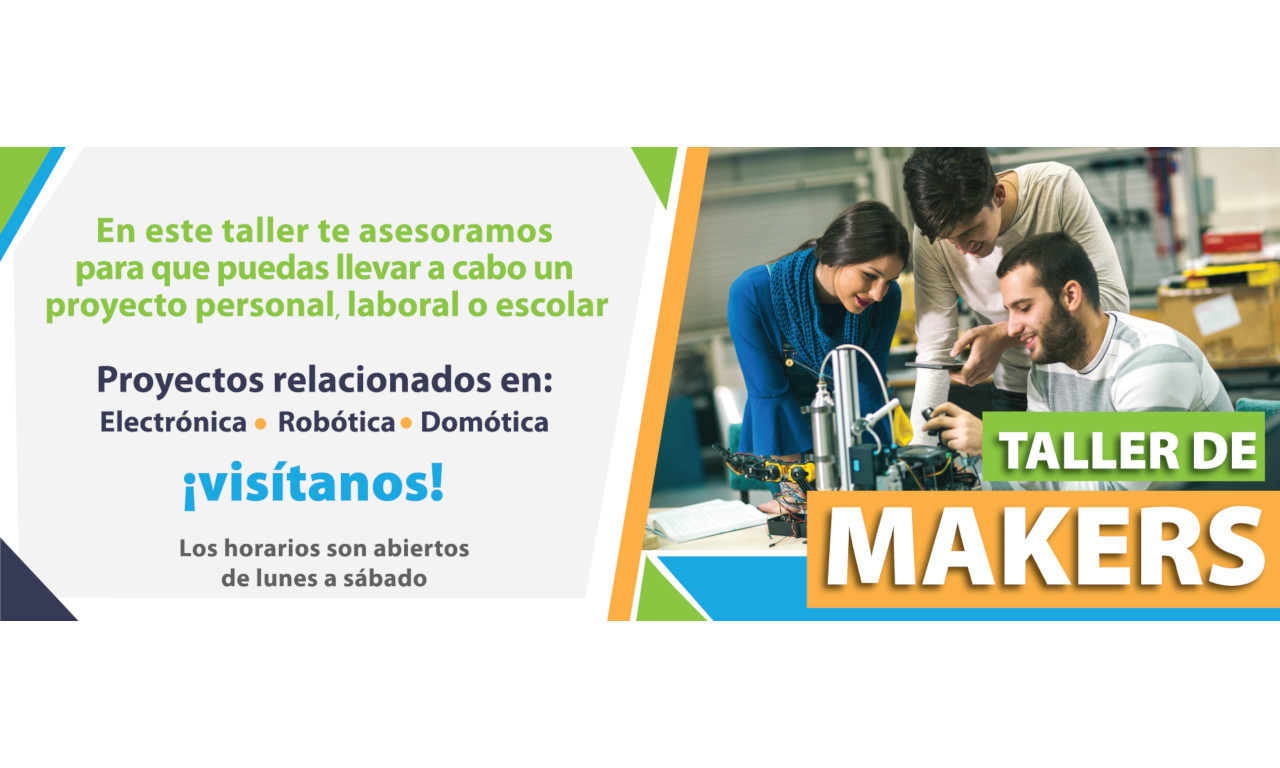 En este taller te asesoramos
para que puedas llevar a cabo un
proyecto personal, laboral o escolar
Proyectos relacionados en:
Electrónica • Robótica • Domótica
¡visítanos!
Los horarios son abiertos
de lunes a sábado
TALLER DE
MAKERS